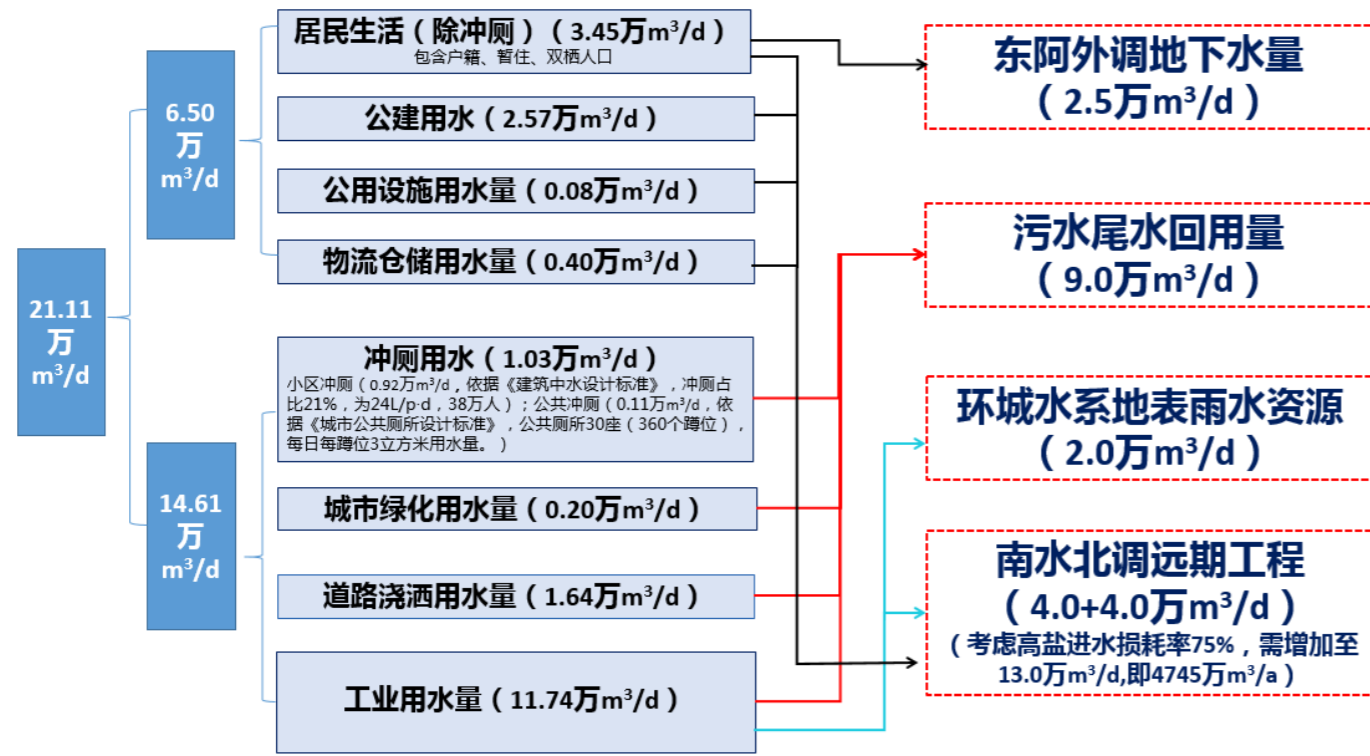 21.11
万
m³/d
6.50
万
m³/d
14.61
万
m³/d
居民生活（除冲厕）（3.45万m³/d）
包含户籍、暂住、双栖人口
公建用水（2.57万m³/d）
公用设施用水量（0.08万m³/d）
物流仓储用水量（0.40万m³/d）
冲厕用水（1.03万m³/d）
小区冲厕（0.92万m³/d，依据《建筑中水设计标准》，冲厕占
比21%，为24L/p·d，38万人）；公共冲厕（0.11万m³/d，依
据《城市公共厕所设计标准》，公共厕所30座（360个蹲位），
每日每蹲位3立方米用水量。）
城市绿化用水量（0.20万m³/d）
道路浇洒用水量（1.64万m³/d）
工业用水量（11.74万m³/d）
东阿外调地下水量
（2.5万m³/d）
污水尾水回用量
（9.0万m³/d）
环城水系地表雨水资源
（2.0万m³/d）
南水北调远期工程
（4.0+4.0万m³/d）
（考虑高盐进水损耗率75%，需增加至
13.0万m³/d,即4745万m³/a）